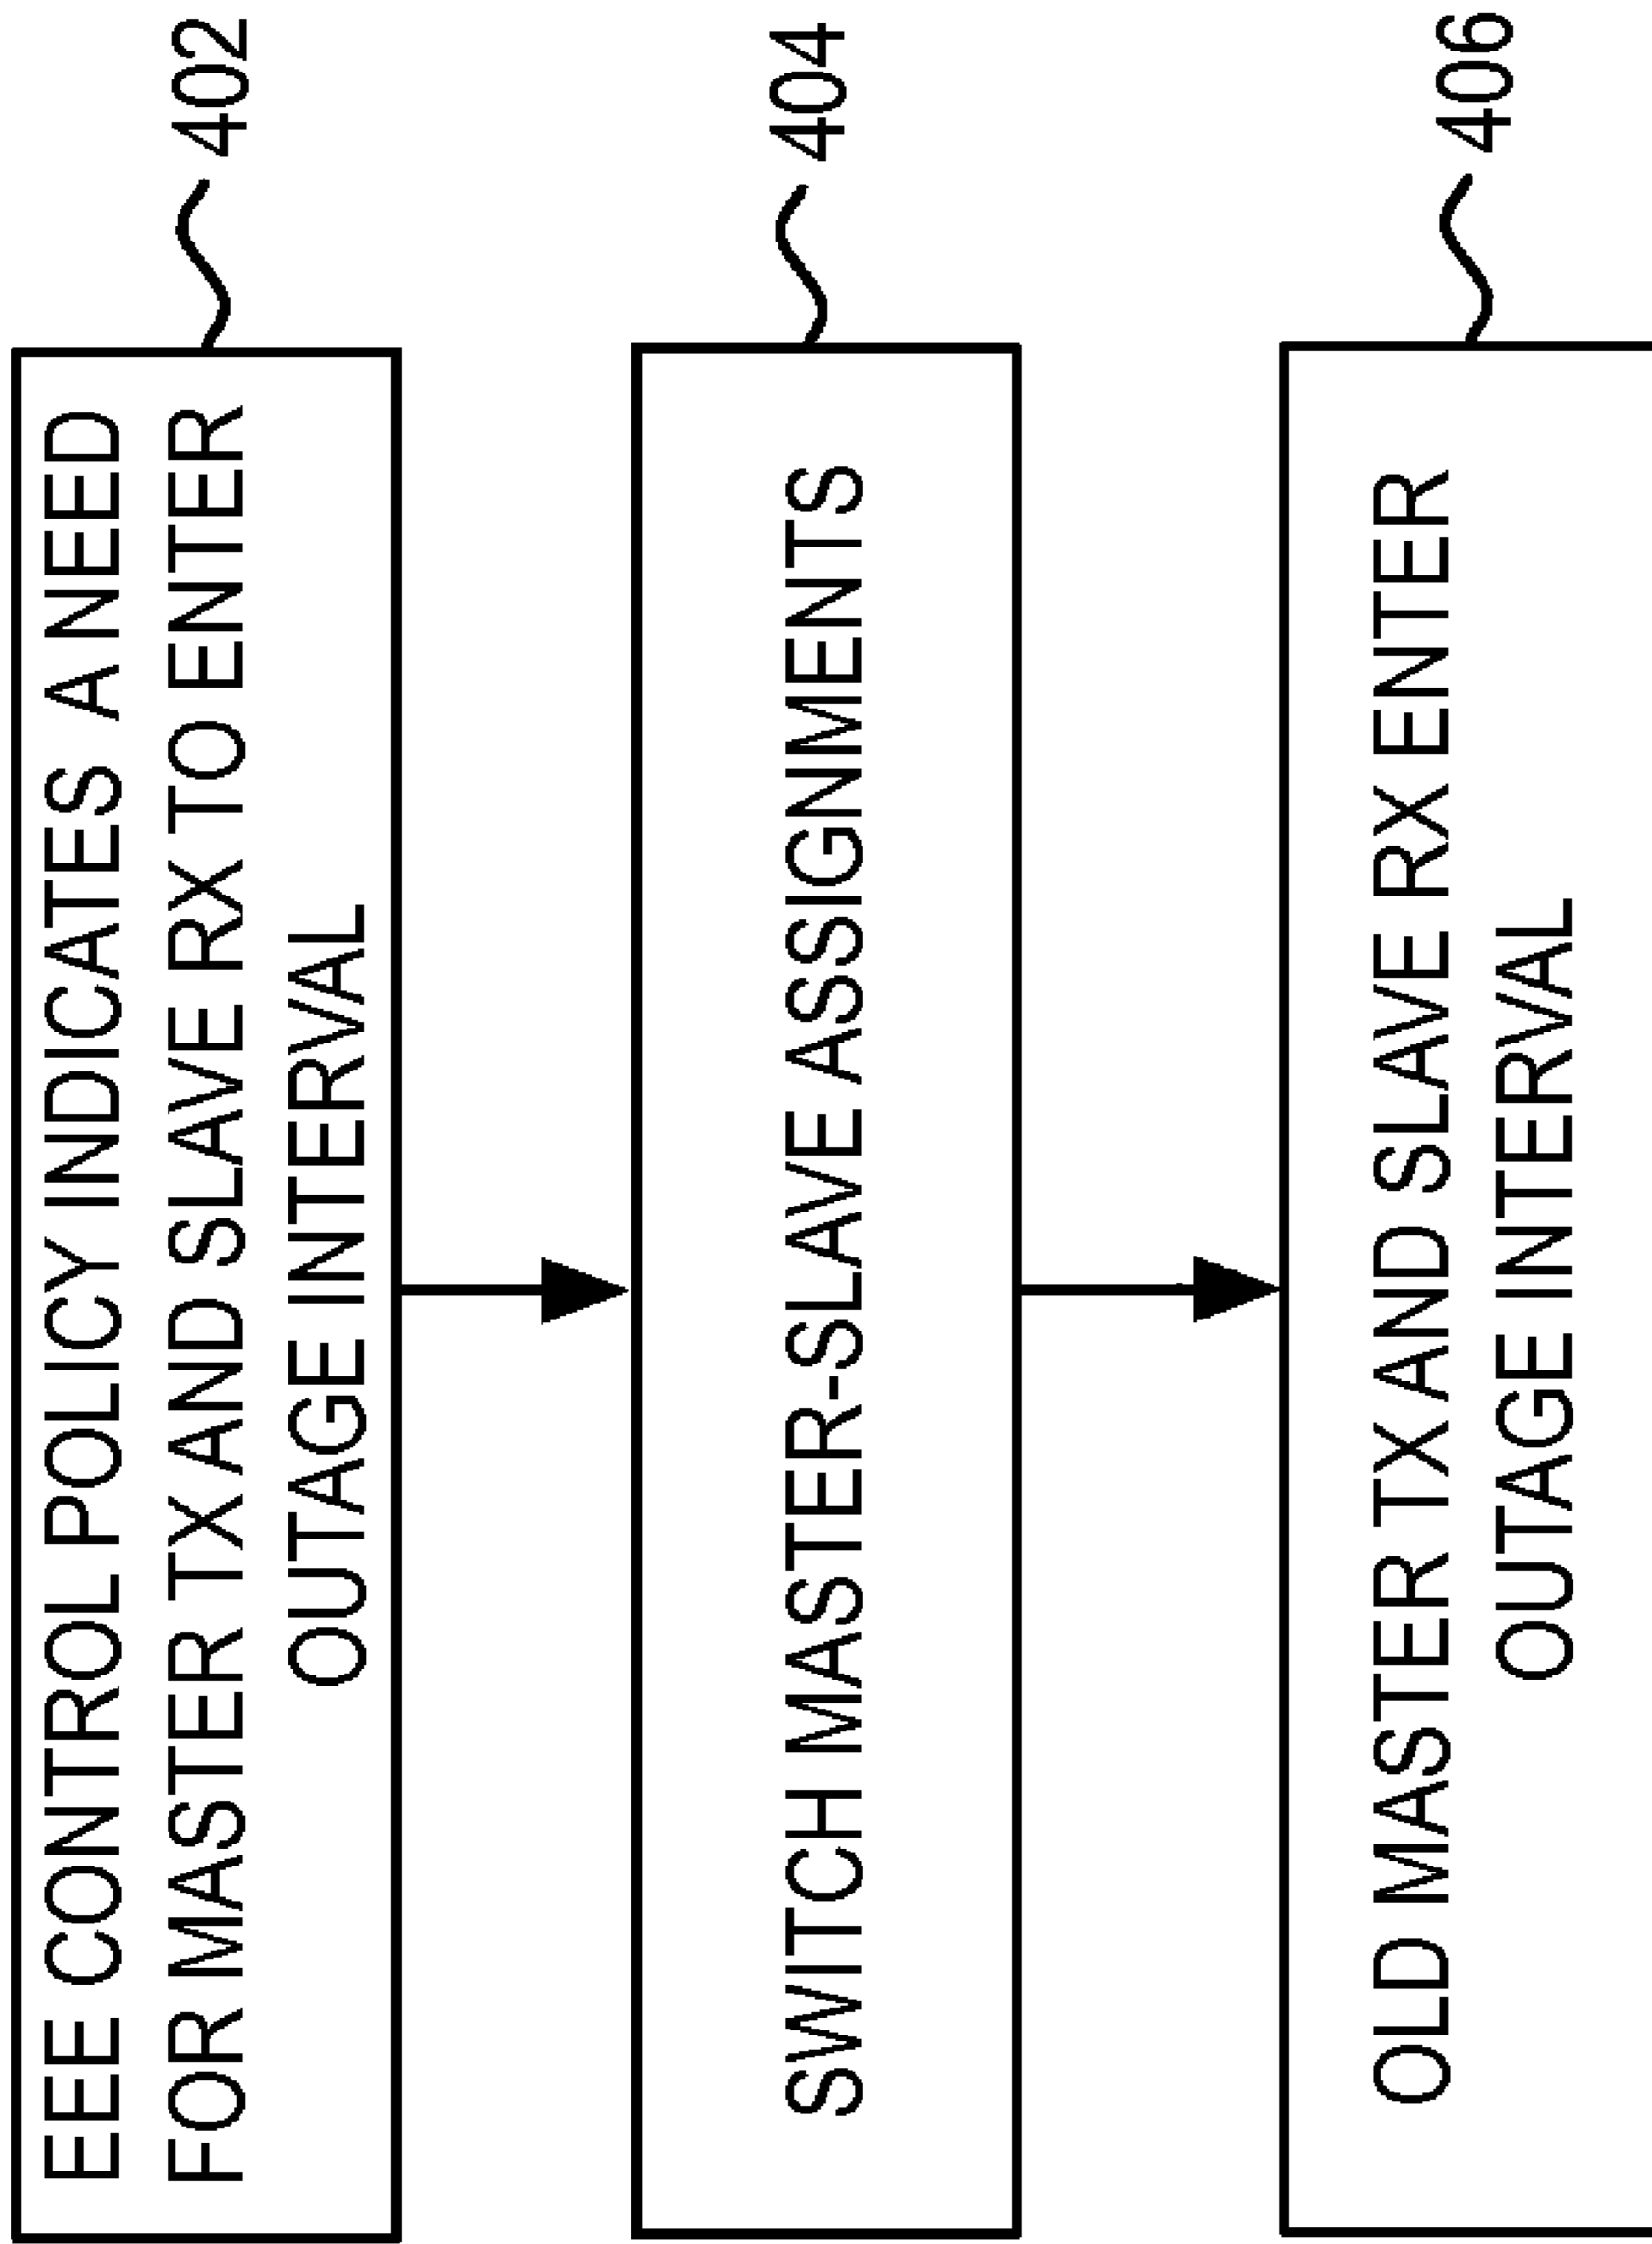 EEE CONTROL POLICY INDICATES A NEED
FOR MASTER TX AND SLAVE RX TO ENTER
OUTAGE INTERVAL
402
SWITCH MASTER-SLAVE ASSIGNMENTS
404
OLD MASTER TX AND SLAVE RX ENTER
OUTAGE INTERVAL
406